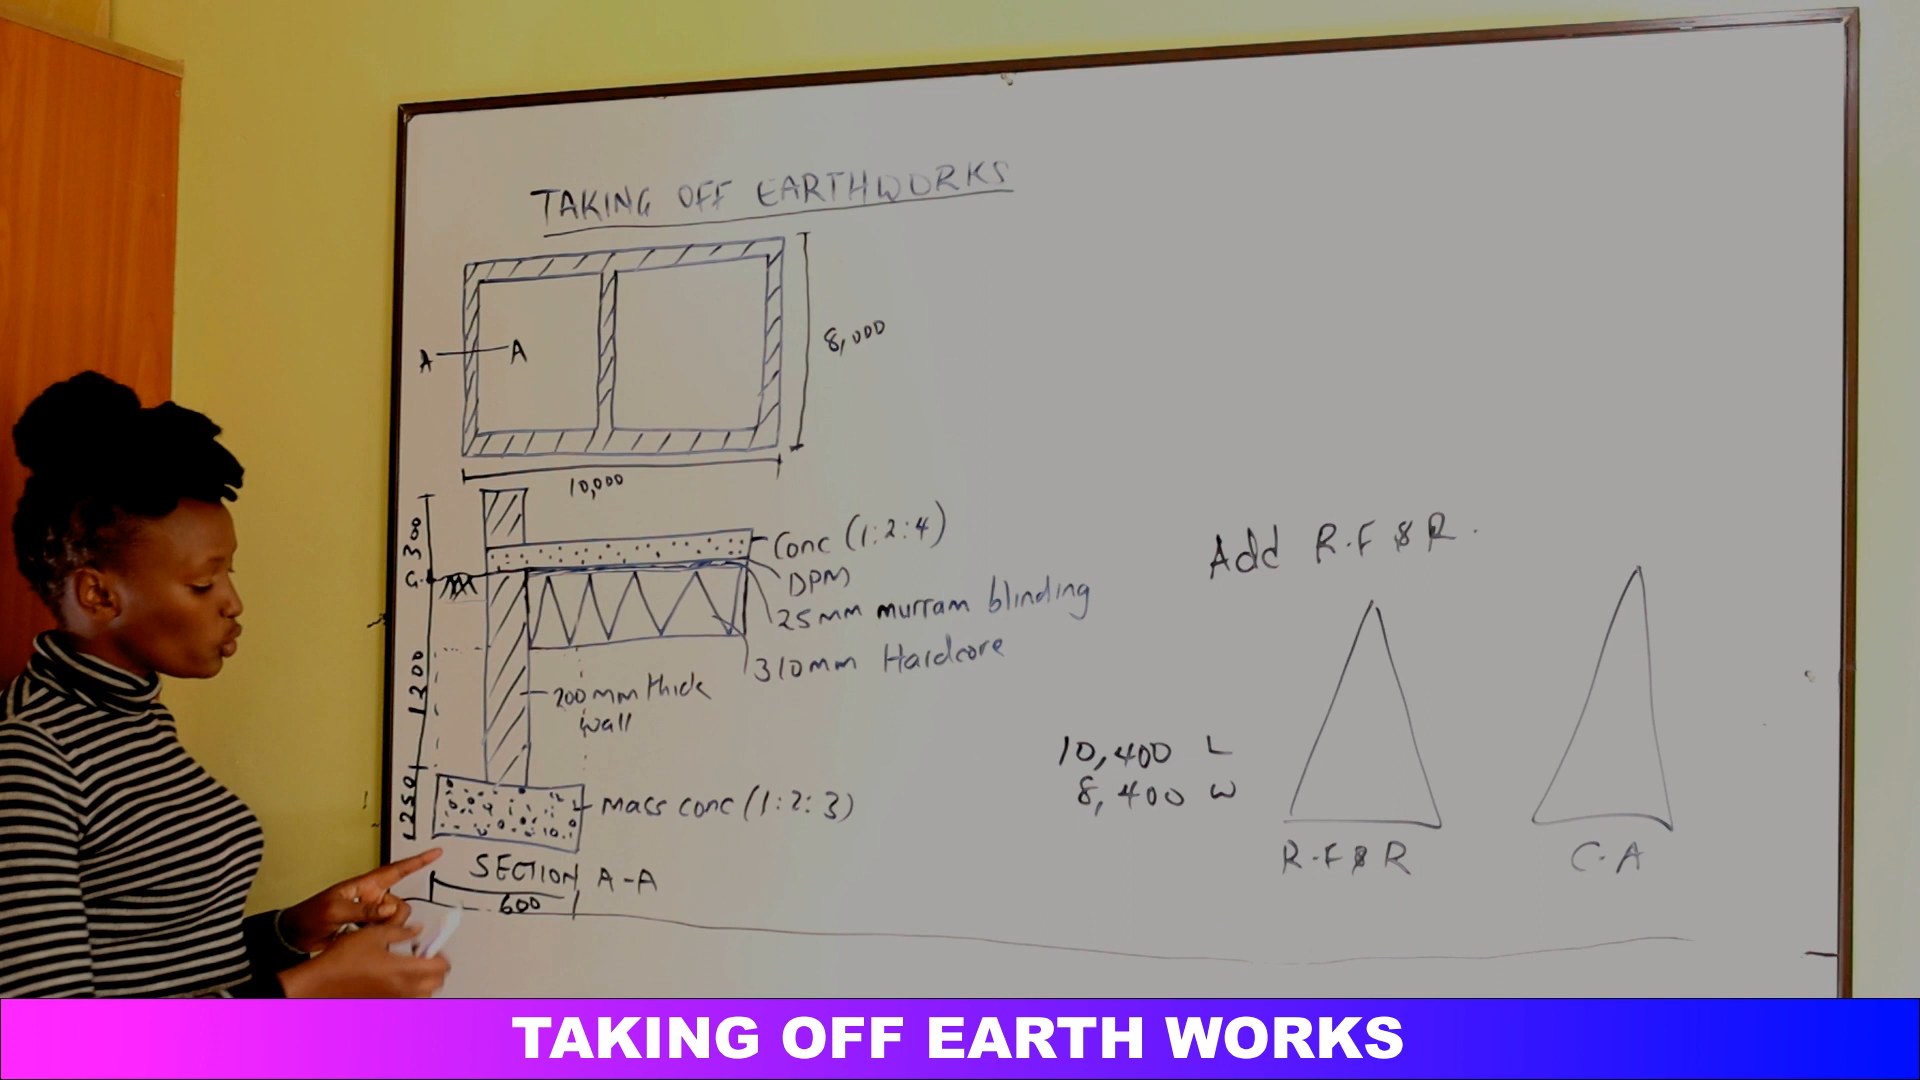 TAKING OFF EARTHWORKS
A
A
8,000
10,000
300
G.
1200
1250
Conc (1:2:4)
DPM
25mm murram blinding
310mm Hardcore
200mm thick
wall
mass conc (1:2:3)
SECTION A-A
600
Add R.F & R.
10,400 L
8,400 W
R.F & R
C.A
TAKING OFF EARTH WORKS